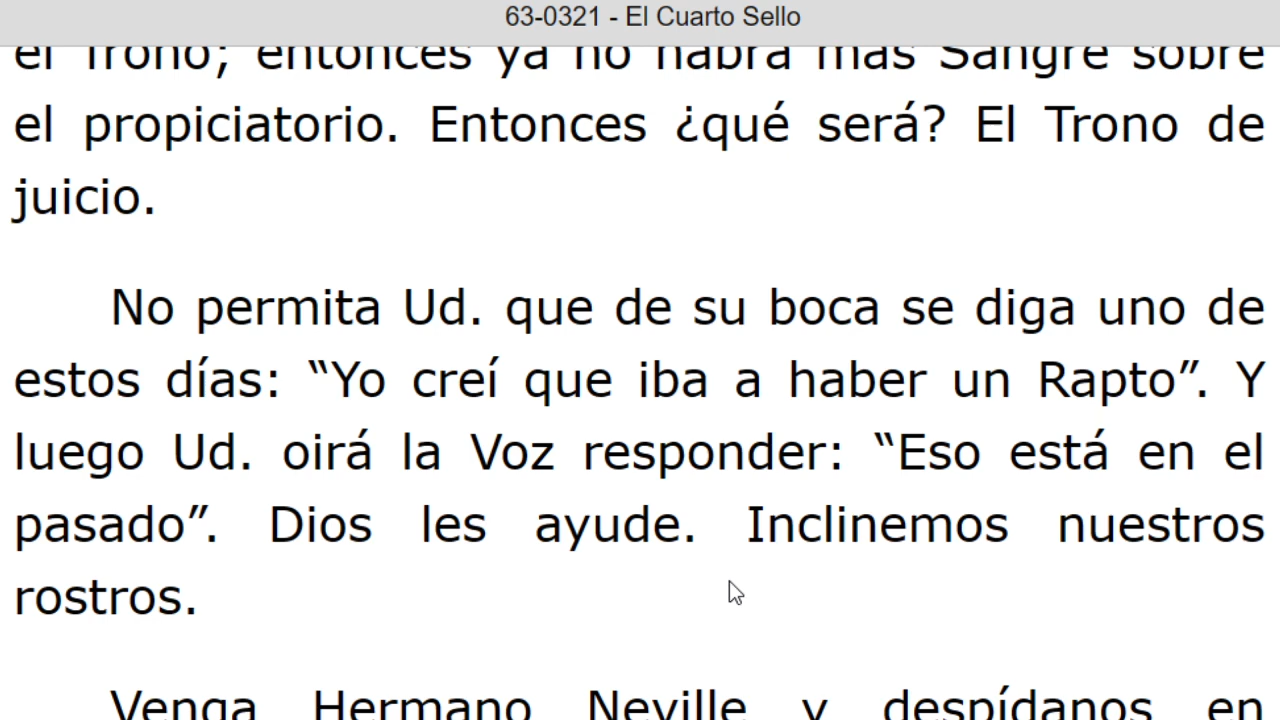 63-0321 - El Cuarto Sello
el Trono; entonces ya no habrá más Sangre sobre
el propiciatorio. Entonces ¿qué será? El Trono de
juicio.
No permita Ud. que de su boca se diga uno de
estos días: “Yo creí que iba a haber un Rapto”. Y
luego Ud. oirá la Voz responder: “Eso está en el
pasado”. Dios les ayude. Inclinemos nuestros
rostros.
Venga Hermano Neville y despídanos en